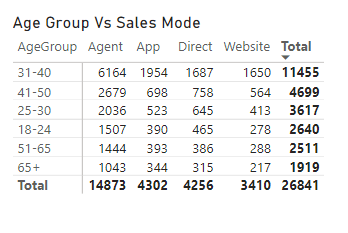 Age Group Vs Sales Mode
AgeGroup Agent App Direct Website Total
31-40 6164 1954 1687 1650 11455
41-50 2679 698 758 564 4699
25-30 2036 523 645 413 3617
18-24 1507 390 465 278 2640
51-65 1444 393 386 288 2511
65+ 1043 344 315 217 1919
Total 14873 4302 4256 3410 26841